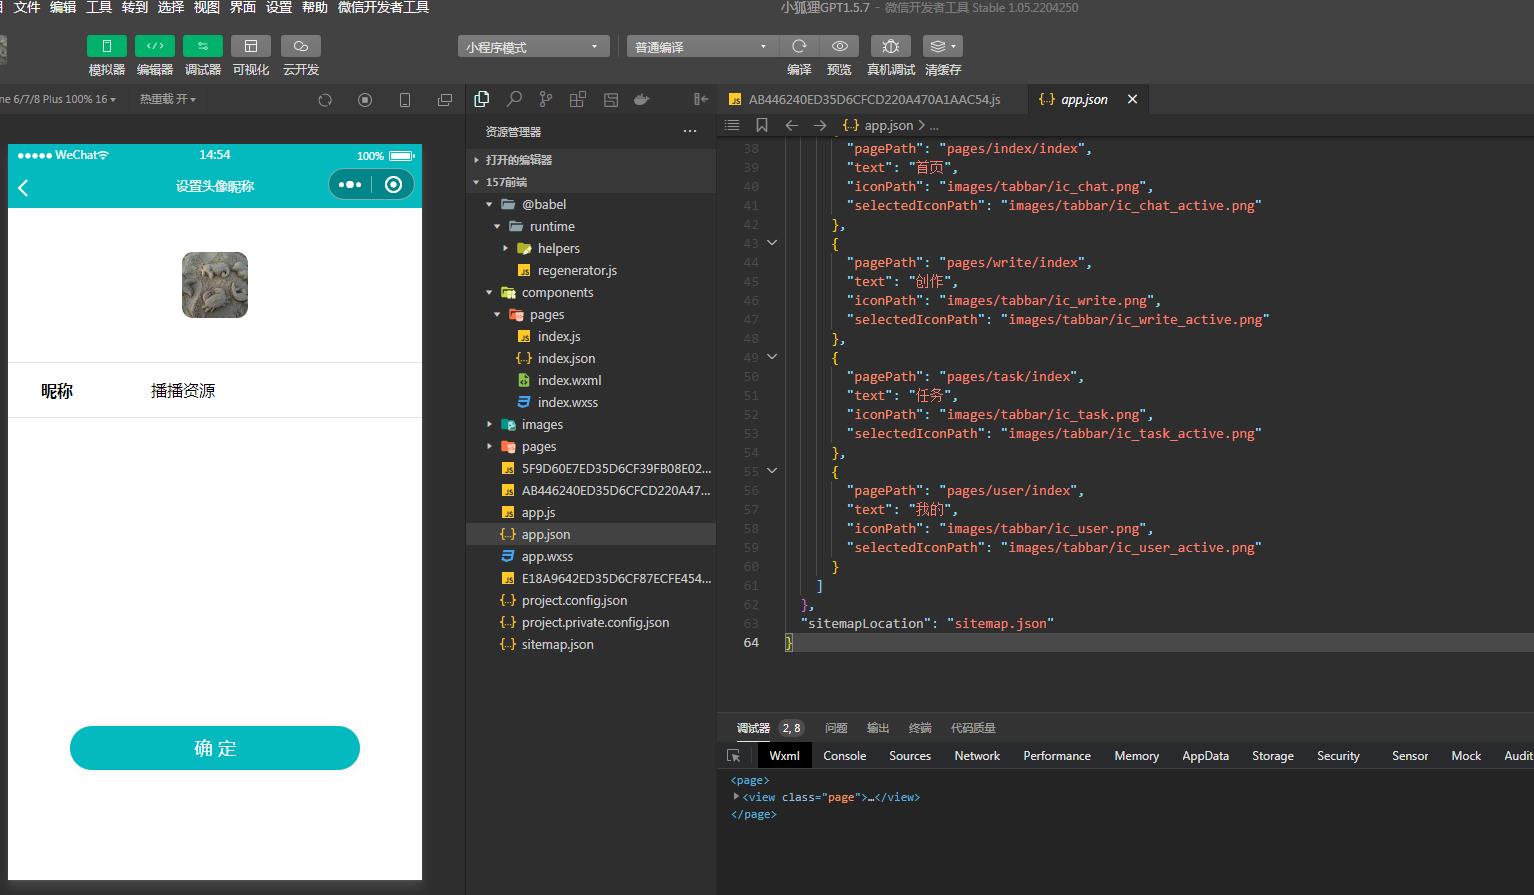 文件 编辑 工具 转到 选择 视图 界面 设置 帮助 微信开发者工具
小狐狸GPT1.5.7 - 微信开发者工具 Stable 1.05.2204250
模拟器 编辑器 调试器 可视化 云开发
小程序模式 普通编译
编译 预览 真机调试 清缓存
ne 6/7/8 Plus 100% 16 热重载 开
WeChat 14:54 100%
设置头像昵称
昵称 播播资源
确 定
资源管理器
打开的编辑器
157前端
@babel
runtime
helpers
regenerator.js
components
pages
index.js
index.json
index.wxml
index.wxss
images
pages
5F9D60E7ED35D6CF39FB08E02...
AB446240ED35D6CFCD220A47...
app.js
app.json
app.wxss
E18A9642ED35D6CF87ECFE454...
project.config.json
project.private.config.json
sitemap.json
AB446240ED35D6CFCD220A470A1AAC54.js
app.json
app.json > ...
38 "pagePath": "pages/index/index",
39 "text": "首页",
40 "iconPath": "images/tabbar/ic_chat.png",
41 "selectedIconPath": "images/tabbar/ic_chat_active.png"
42 },
43 {
44 "pagePath": "pages/write/index",
45 "text": "创作",
46 "iconPath": "images/tabbar/ic_write.png",
47 "selectedIconPath": "images/tabbar/ic_write_active.png"
48 },
49 {
50 "pagePath": "pages/task/index",
51 "text": "任务",
52 "iconPath": "images/tabbar/ic_task.png",
53 "selectedIconPath": "images/tabbar/ic_task_active.png"
54 },
55 {
56 "pagePath": "pages/user/index",
57 "text": "我的",
58 "iconPath": "images/tabbar/ic_user.png",
59 "selectedIconPath": "images/tabbar/ic_user_active.png"
60 }
61 ]
62 },
63 "sitemapLocation": "sitemap.json"
64 }
调试器 2, 8 问题 输出 终端 代码质量
Wxml Console Sources Network Performance Memory AppData Storage Security Sensor Mock Audit
<page>
<view class="page">…</view>
</page>